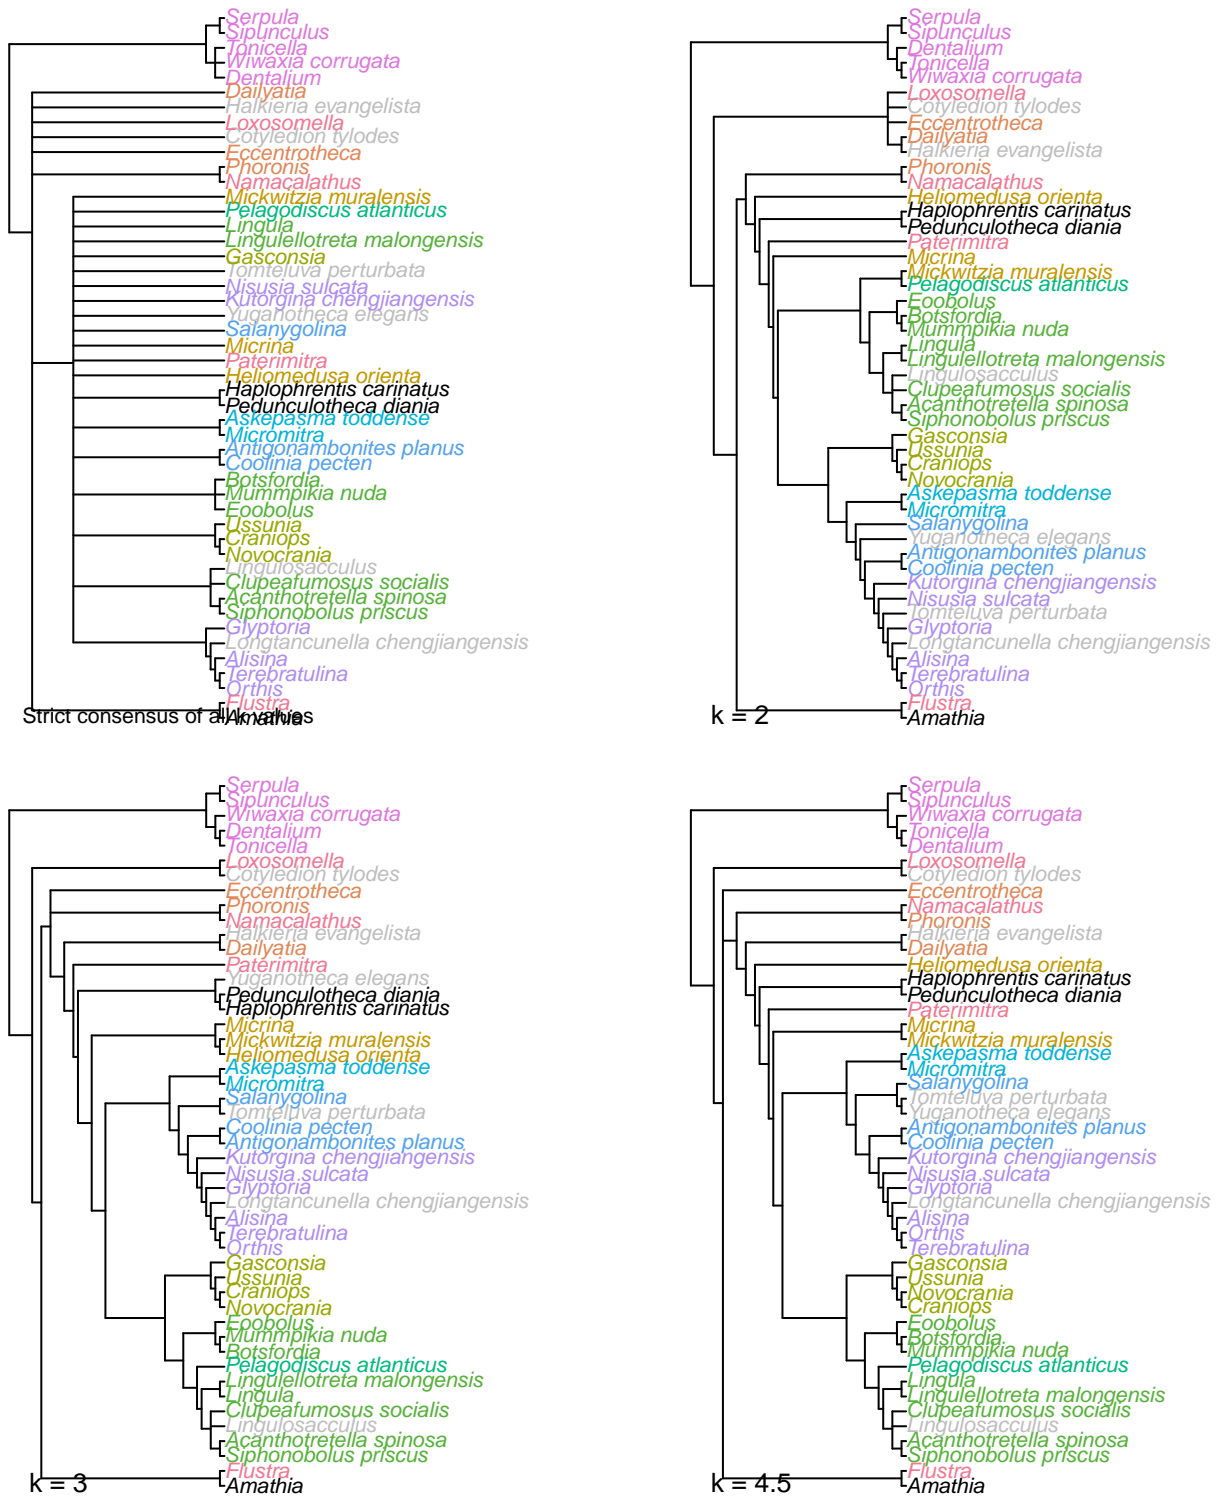 Serpula
Sipunculus
Tonicella
Wiwaxia corrugata
Dentalium
Dailyatia
Halkieria evangelista
Loxosomella
Cotyledion tylodes
Eccentrotheca
Phoronis
Namacalathus
Mickwitzia muralensis
Pelagodiscus atlanticus
Lingula
Lingulellotreta malongensis
Gasconsia
Tomteluva perturbata
Nisusia sulcata
Kutorgina chengjiangensis
Yuganotheca elegans
Salanygolina
Micrina
Paterimitra
Heliomedusa orienta
Haplophrentis carinatus
Pedunculotheca diania
Askepasma toddense
Micromitra
Antigonambonites planus
Coolinia pecten
Botsfordia
Mummpikia nuda
Eoobolus
Ussunia
Craniops
Novocrania
Lingulosacculus
Clupeafumosus socialis
Acanthotretella spinosa
Siphonobolus priscus
Glyptoria
Longtancunella chengjiangensis
Alisina
Terebratulina
Orthis
Flustra
Amathia
Strict consensus of all k values
Serpula
Sipunculus
Dentalium
Tonicella
Wiwaxia corrugata
Loxosomella
Cotyledion tylodes
Eccentrotheca
Dailyatia
Halkieria evangelista
Phoronis
Namacalathus
Heliomedusa orienta
Haplophrentis carinatus
Pedunculotheca diania
Paterimitra
Micrina
Mickwitzia muralensis
Pelagodiscus atlanticus
Eoobolus
Botsfordia
Mummpikia nuda
Lingula
Lingulellotreta malongensis
Lingulosacculus
Clupeafumosus socialis
Acanthotretella spinosa
Siphonobolus priscus
Gasconsia
Ussunia
Craniops
Novocrania
Askepasma toddense
Micromitra
Salanygolina
Yuganotheca elegans
Antigonambonites planus
Coolinia pecten
Kutorgina chengjiangensis
Nisusia sulcata
Tomteluva perturbata
Glyptoria
Longtancunella chengjiangensis
Alisina
Terebratulina
Orthis
Flustra
Amathia
k = 2
Serpula
Sipunculus
Wiwaxia corrugata
Dentalium
Tonicella
Loxosomella
Cotyledion tylodes
Eccentrotheca
Phoronis
Namacalathus
Halkieria evangelista
Dailyatia
Paterimitra
Yuganotheca elegans
Pedunculotheca diania
Haplophrentis carinatus
Micrina
Mickwitzia muralensis
Heliomedusa orienta
Askepasma toddense
Micromitra
Salanygolina
Tomteluva perturbata
Coolinia pecten
Antigonambonites planus
Kutorgina chengjiangensis
Nisusia sulcata
Glyptoria
Longtancunella chengjiangensis
Alisina
Terebratulina
Orthis
Gasconsia
Ussunia
Craniops
Novocrania
Eoobolus
Mummpikia nuda
Botsfordia
Pelagodiscus atlanticus
Lingulellotreta malongensis
Lingula
Clupeafumosus socialis
Lingulosacculus
Acanthotretella spinosa
Siphonobolus priscus
Flustra
Amathia
k = 3
Serpula
Sipunculus
Wiwaxia corrugata
Tonicella
Dentalium
Loxosomella
Cotyledion tylodes
Eccentrotheca
Namacalathus
Phoronis
Halkieria evangelista
Dailyatia
Heliomedusa orienta
Haplophrentis carinatus
Pedunculotheca diania
Paterimitra
Micrina
Mickwitzia muralensis
Askepasma toddense
Micromitra
Salanygolina
Tomteluva perturbata
Yuganotheca elegans
Antigonambonites planus
Coolinia pecten
Kutorgina chengjiangensis
Nisusia sulcata
Glyptoria
Longtancunella chengjiangensis
Alisina
Orthis
Terebratulina
Gasconsia
Ussunia
Novocrania
Craniops
Eoobolus
Botsfordia
Mummpikia nuda
Pelagodiscus atlanticus
Lingula
Lingulellotreta malongensis
Clupeafumosus socialis
Lingulosacculus
Acanthotretella spinosa
Siphonobolus priscus
Flustra
Amathia
k = 4.5